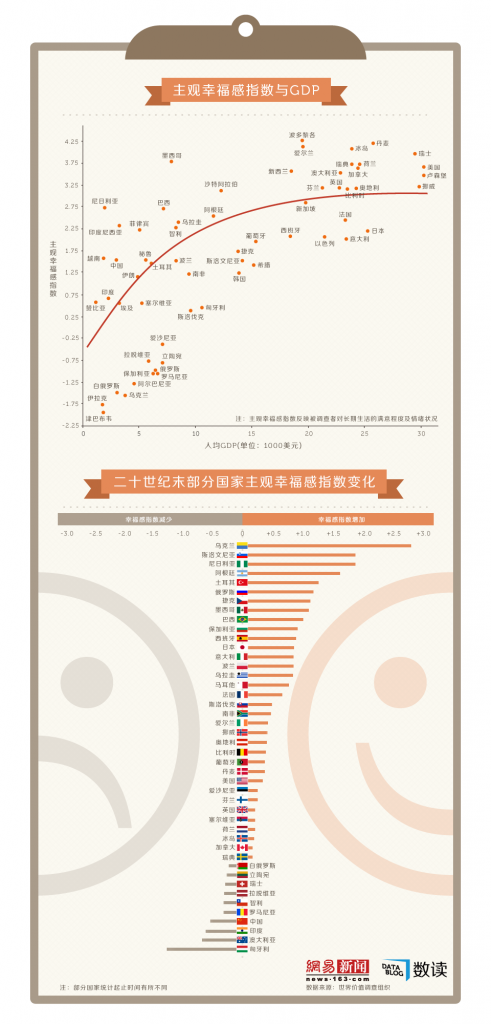 主观幸福感指数与GDP
4.25
3.75
3.25
2.75
2.25
1.75
1.25
0.75
0.25
-0.25
-0.75
-1.25
-1.75
-2.25
主观幸福感指数
波多黎各
爱尔兰
丹麦
冰岛
瑞士
墨西哥
瑞典
荷兰
新西兰
澳大利亚
加拿大
美国
卢森堡
沙特阿拉伯
芬兰
美国
奥地利
挪威
比利时
尼日利亚
巴西
阿根廷
新加坡
法国
印度尼西亚
菲律宾
乌拉圭
智利
葡萄牙
西班牙
日本
以色列
意大利
越南
中国
秘鲁
土耳其
波兰
捷克
斯洛文尼亚
希腊
伊朗
南非
韩国
印度
津巴布韦
埃及
塞尔维亚
斯洛伐克
匈牙利
爱沙尼亚
拉脱维亚
立陶宛
保加利亚
俄罗斯
罗马尼亚
白俄罗斯
阿尔巴尼亚
乌克兰
伊拉克
津巴布韦
注:主观幸福感指数反映被调查者对长期生活的满意程度及情绪状况
0
5
10
15
20
25
30
人均GDP(单位:1000美元)
二十世纪末部分国家主观幸福感指数变化
幸福感指数减少
幸福感指数增加
-3.0 -2.5 -2.0 -1.5 -1.0 -0.5 0 +0.5 +1.0 +1.5 +2.0 +2.5 +3.0
乌克兰
斯洛文尼亚
尼日利亚
阿根廷
土耳其
俄罗斯
捷克
墨西哥
巴西
保加利亚
西班牙
日本
意大利
波兰
乌拉圭
马耳他
法国
斯洛伐克
南非
爱尔兰
挪威
奥地利
比利时
葡萄牙
丹麦
美国
爱沙尼亚
芬兰
英国
塞尔维亚
荷兰
冰岛
加拿大
瑞典
白俄罗斯
立陶宛
瑞士
拉脱维亚
智利
罗马尼亚
中国
印度
澳大利亚
匈牙利
網易 新闻
news·163.com
DATA
BLOG
数读
注:部分国家统计起止时间有所不同
数据来源:世界价值调查组织